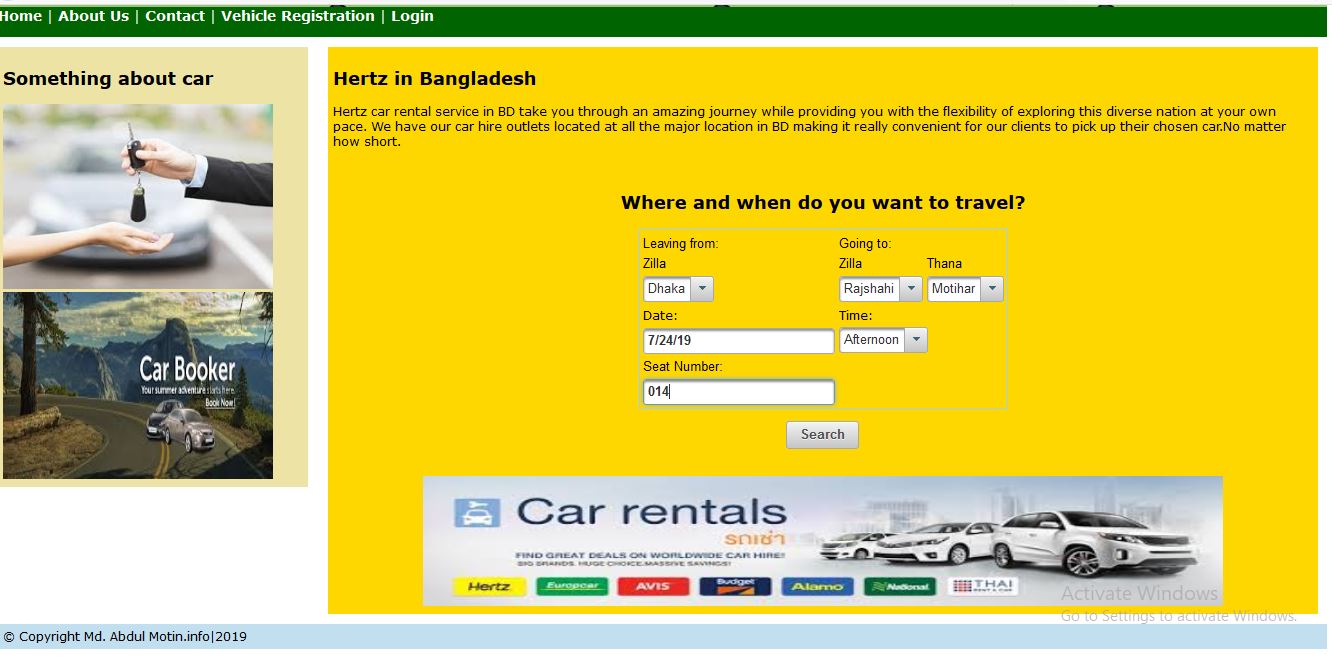 Home | About Us | Contact | Vehicle Registration | Login
Something about car
Car Booker
Your summer adventure starts here.
Book Now!
Hertz in Bangladesh
Hertz car rental service in BD take you through an amazing journey while providing you with the flexibility of exploring this diverse nation at your own
pace. We have our car hire outlets located at all the major location in BD making it really convenient for our clients to pick up their chosen car.No matter
how short.
Where and when do you want to travel?
Leaving from: Going to:
Zilla Zilla Thana
Dhaka Rajshahi Motihar
Date: Time:
7/24/19 Afternoon
Seat Number:
014
Search
Car rentals
รถเช่า
FIND GREAT DEALS ON WORLDWIDE CAR HIRE!
BIG BRANDS. HUGE CHOICE.MASSIVE SAVINGS!
Hertz Europcar AVIS Budget Alamo National THAI
RENT A CAR
Activate Windows
Go to Settings to activate Windows.
© Copyright Md. Abdul Motin.info|2019